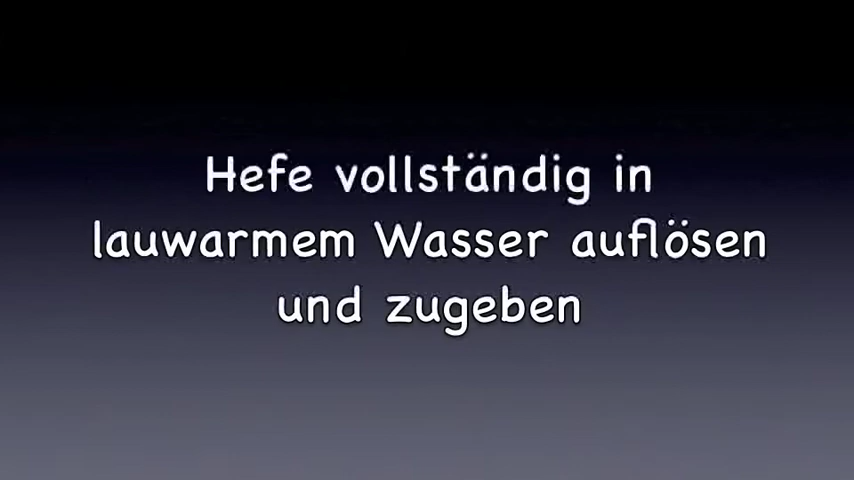 Hefe vollständig in
lauwarmem Wasser auflösen
und zugeben